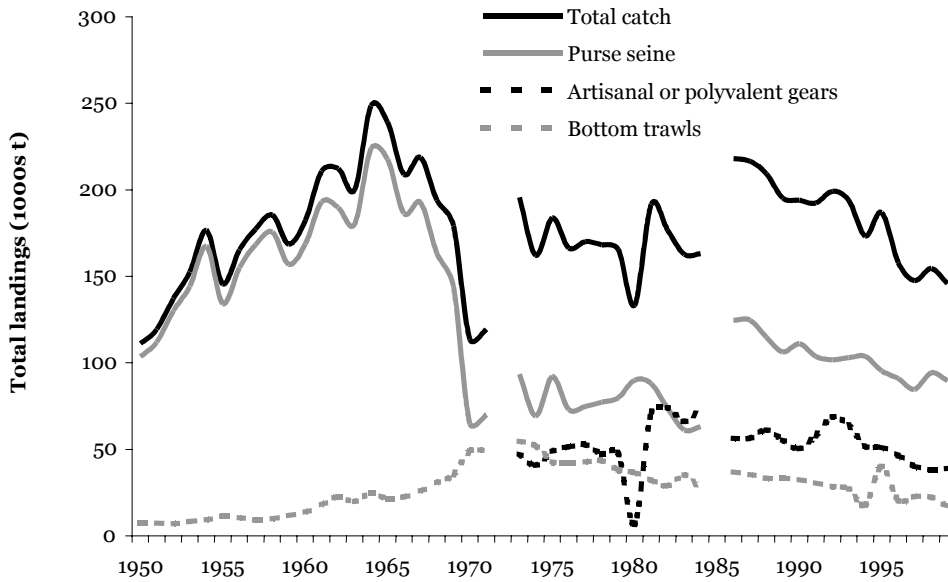 300
250
200
150
100
50
0
Total landings (1000s t)
Total catch
Purse seine
Artisanal or polyvalent gears
Bottom trawls
1950 1955 1960 1965 1970 1975 1980 1985 1990 1995